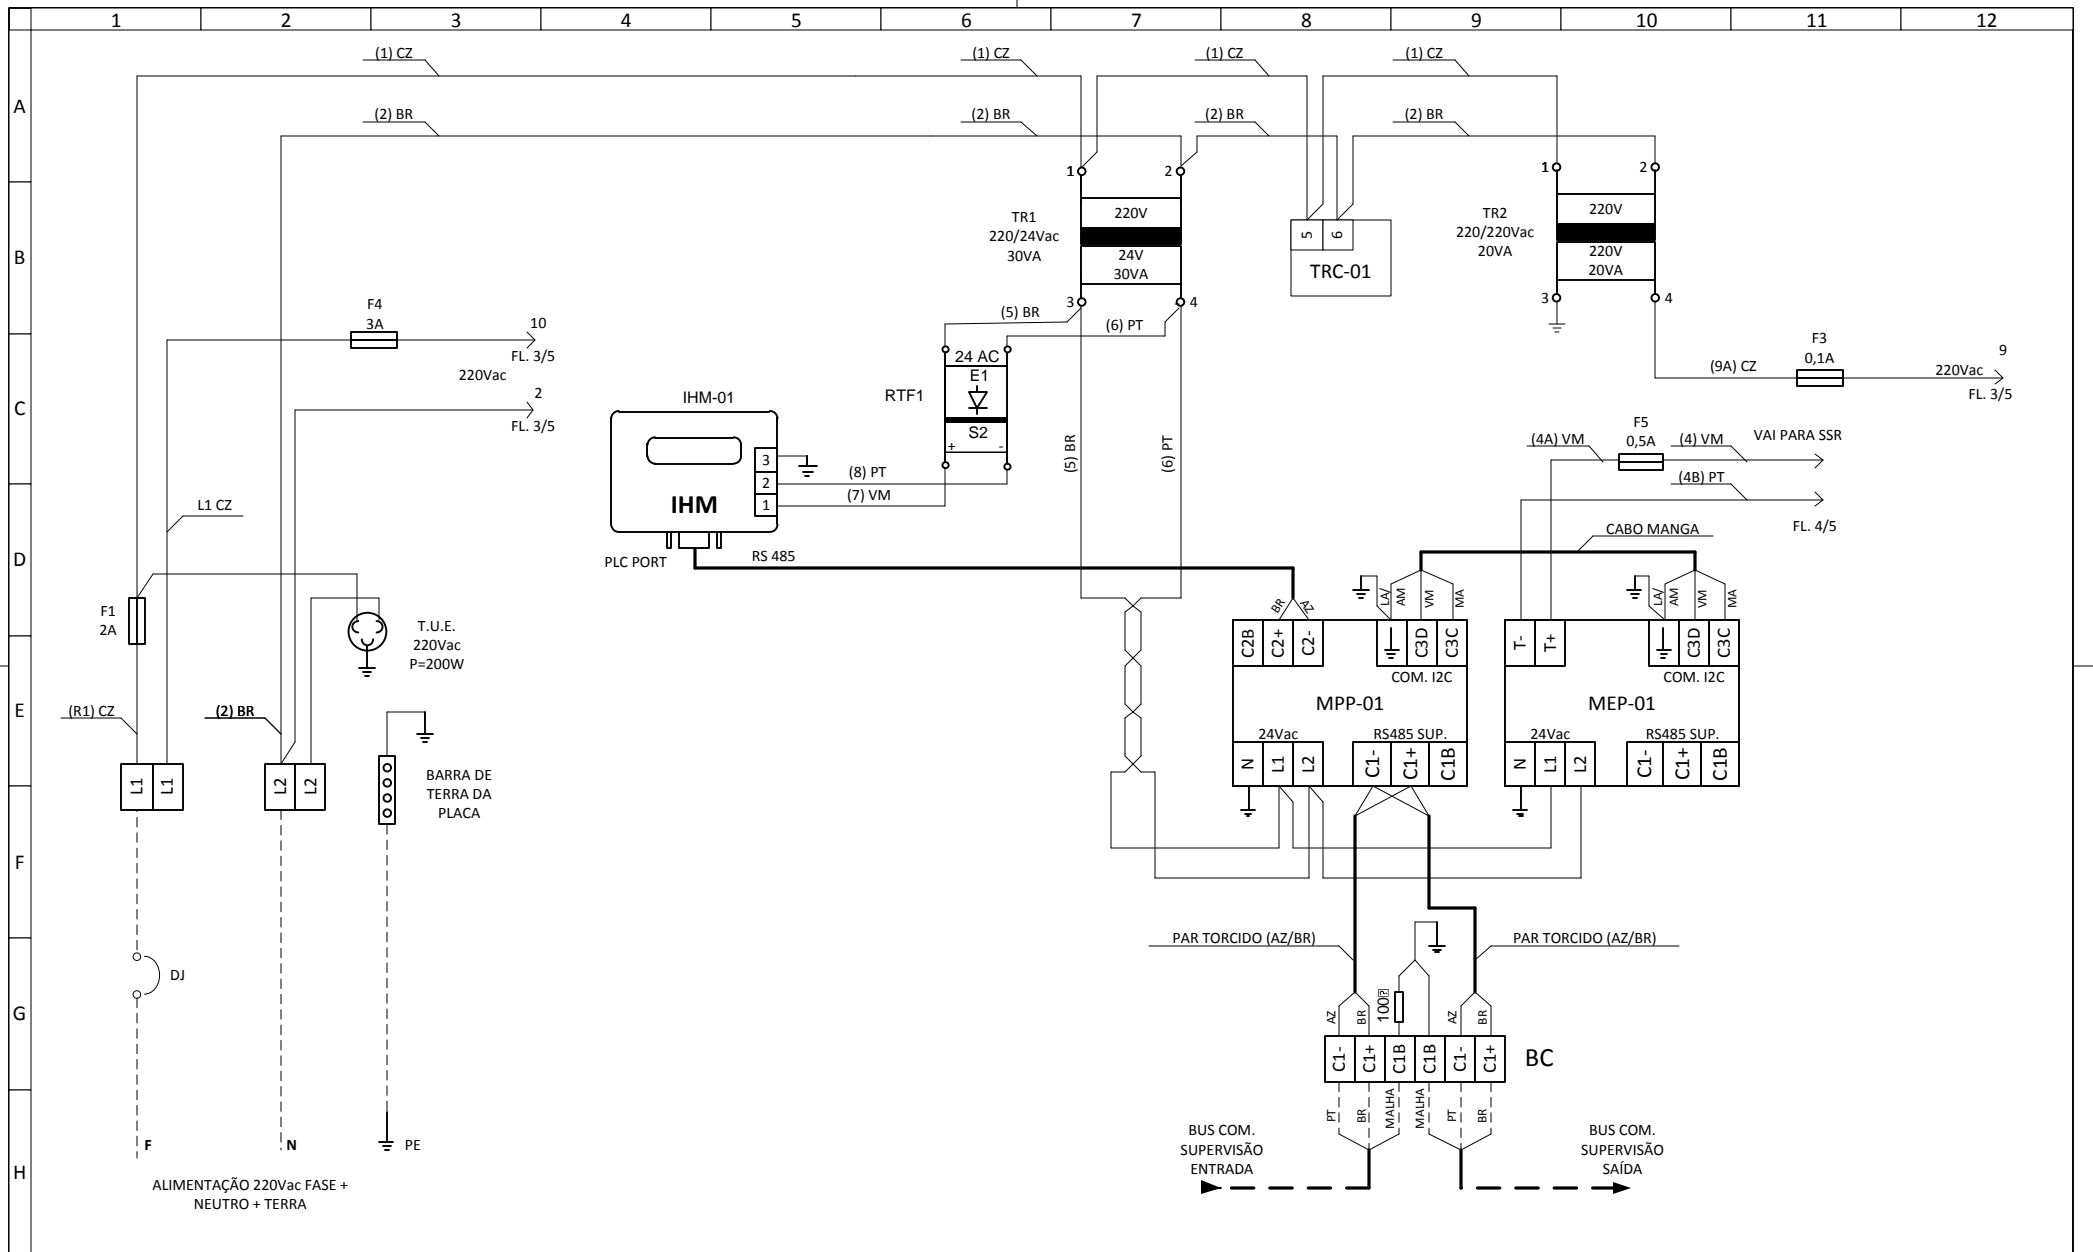 1 2 3 4 5 6 7 8 9 10 11 12
(1) CZ (1) CZ (1) CZ (1) CZ
A
(2) BR (2) BR (2) BR (2) BR
1 2
1 2
B
TR1
220/24Vac
30VA
220V
24V
30VA
3 4
5 6
TRC-01
TR2
220/220Vac
20VA
220V
220V
20VA
3 4
F4
3A
10
FL. 3/5
220Vac
2
FL. 3/5
C
(5) BR
(6) PT
24 AC
E1
RTF1
S2
+ -
(5) BR
(6) PT
F3
0,1A
(9A) CZ
9
220Vac
FL. 3/5
F5
0,5A
(4A) VM
(4) VM
VAI PARA SSR
(4B) PT
FL. 4/5
IHM-01
3
2
1
IHM
(8) PT
(7) VM
PLC PORT
RS 485
D
L1 CZ
F1
2A
T.U.E.
220Vac
P=200W
CABO MANGA
BR AZ
LA/
AM
VM
MA
LA/
AM
VM
MA
C2B C2+ C2- C3D C3C
COM. I2C
MPP-01
24Vac RS485 SUP.
N L1 L2 C1- C1+ C1B
T- T+ C3D C3C
COM. I2C
MEP-01
24Vac RS485 SUP.
N L1 L2 C1- C1+ C1B
E
(R1) CZ
(2) BR
L1 L1
L2 L2
BARRA DE
TERRA DA
PLACA
F
PAR TORCIDO (AZ/BR)
PAR TORCIDO (AZ/BR)
DJ
G
100
AZ BR AZ BR
C1- C1+ C1B C1B C1- C1+
BC
PT BR MALHA MALHA PT BR
H
F
N
PE
ALIMENTAÇÃO 220Vac FASE +
NEUTRO + TERRA
BUS COM.
SUPERVISÃO
ENTRADA
BUS COM.
SUPERVISÃO
SAÍDA